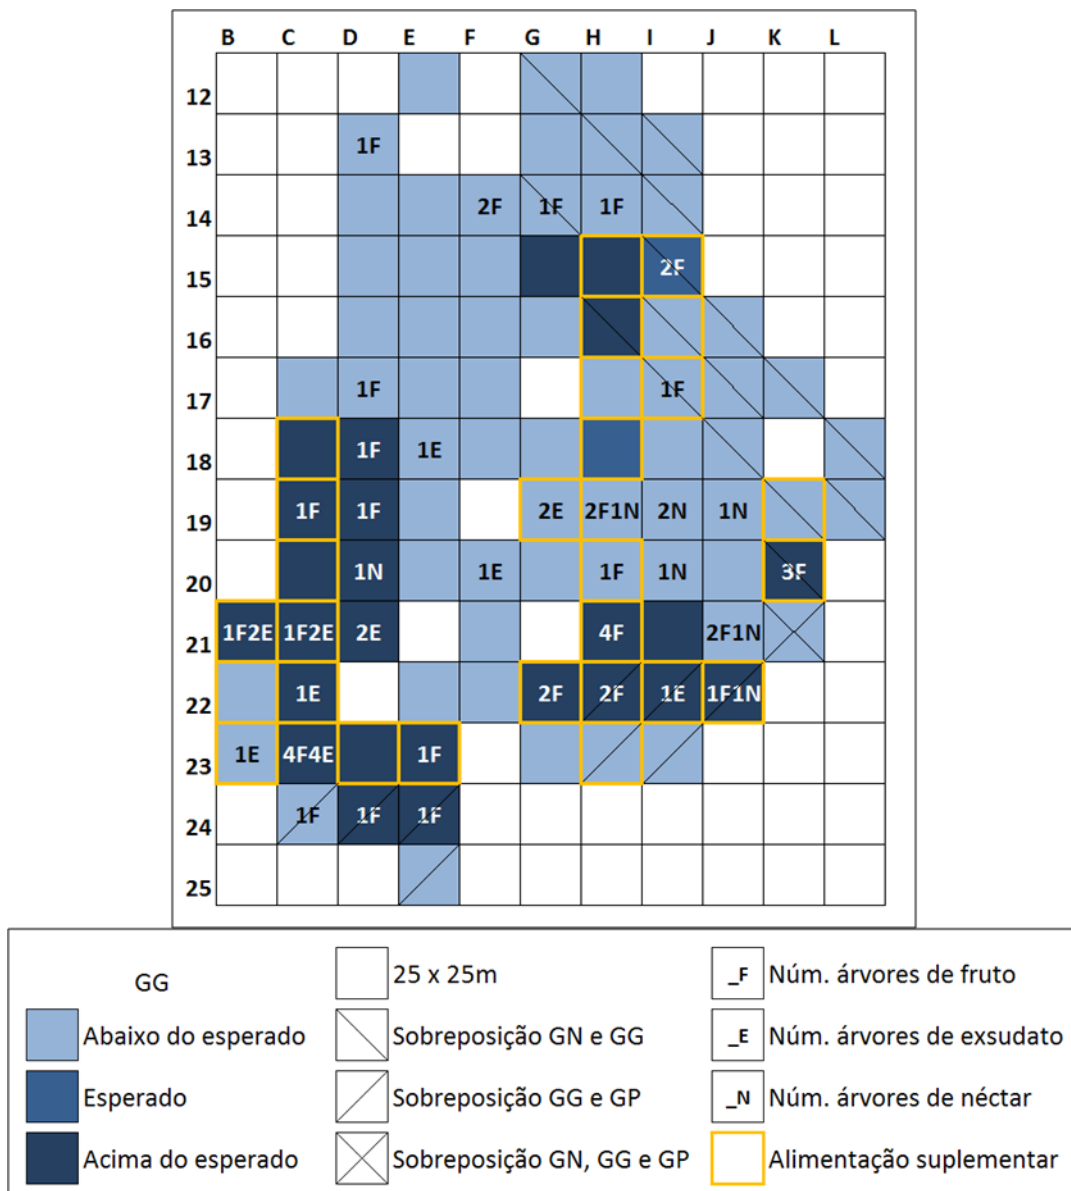 B C D E F G H I J K L
12
13 1F
14 2F 1F 1F
15 2F
16
17 1F 1F
18 1F 1E
19 1F 1F 2E 2F1N 2N 1N
20 1N 1E 1F 1N 3F
21 1F2E 1F2E 2E 4F 2F1N
22 1E 2F 2F 1E 1F1N
23 1E 4F4E 1F
24 1F 1F 1F
25
GG
Abaixo do esperado
Esperado
Acima do esperado
25 x 25m
Sobreposição GN e GG
Sobreposição GG e GP
Sobreposição GN, GG e GP
_F Núm. árvores de fruto
_E Núm. árvores de exsudato
_N Núm. árvores de néctar
Alimentação suplementar